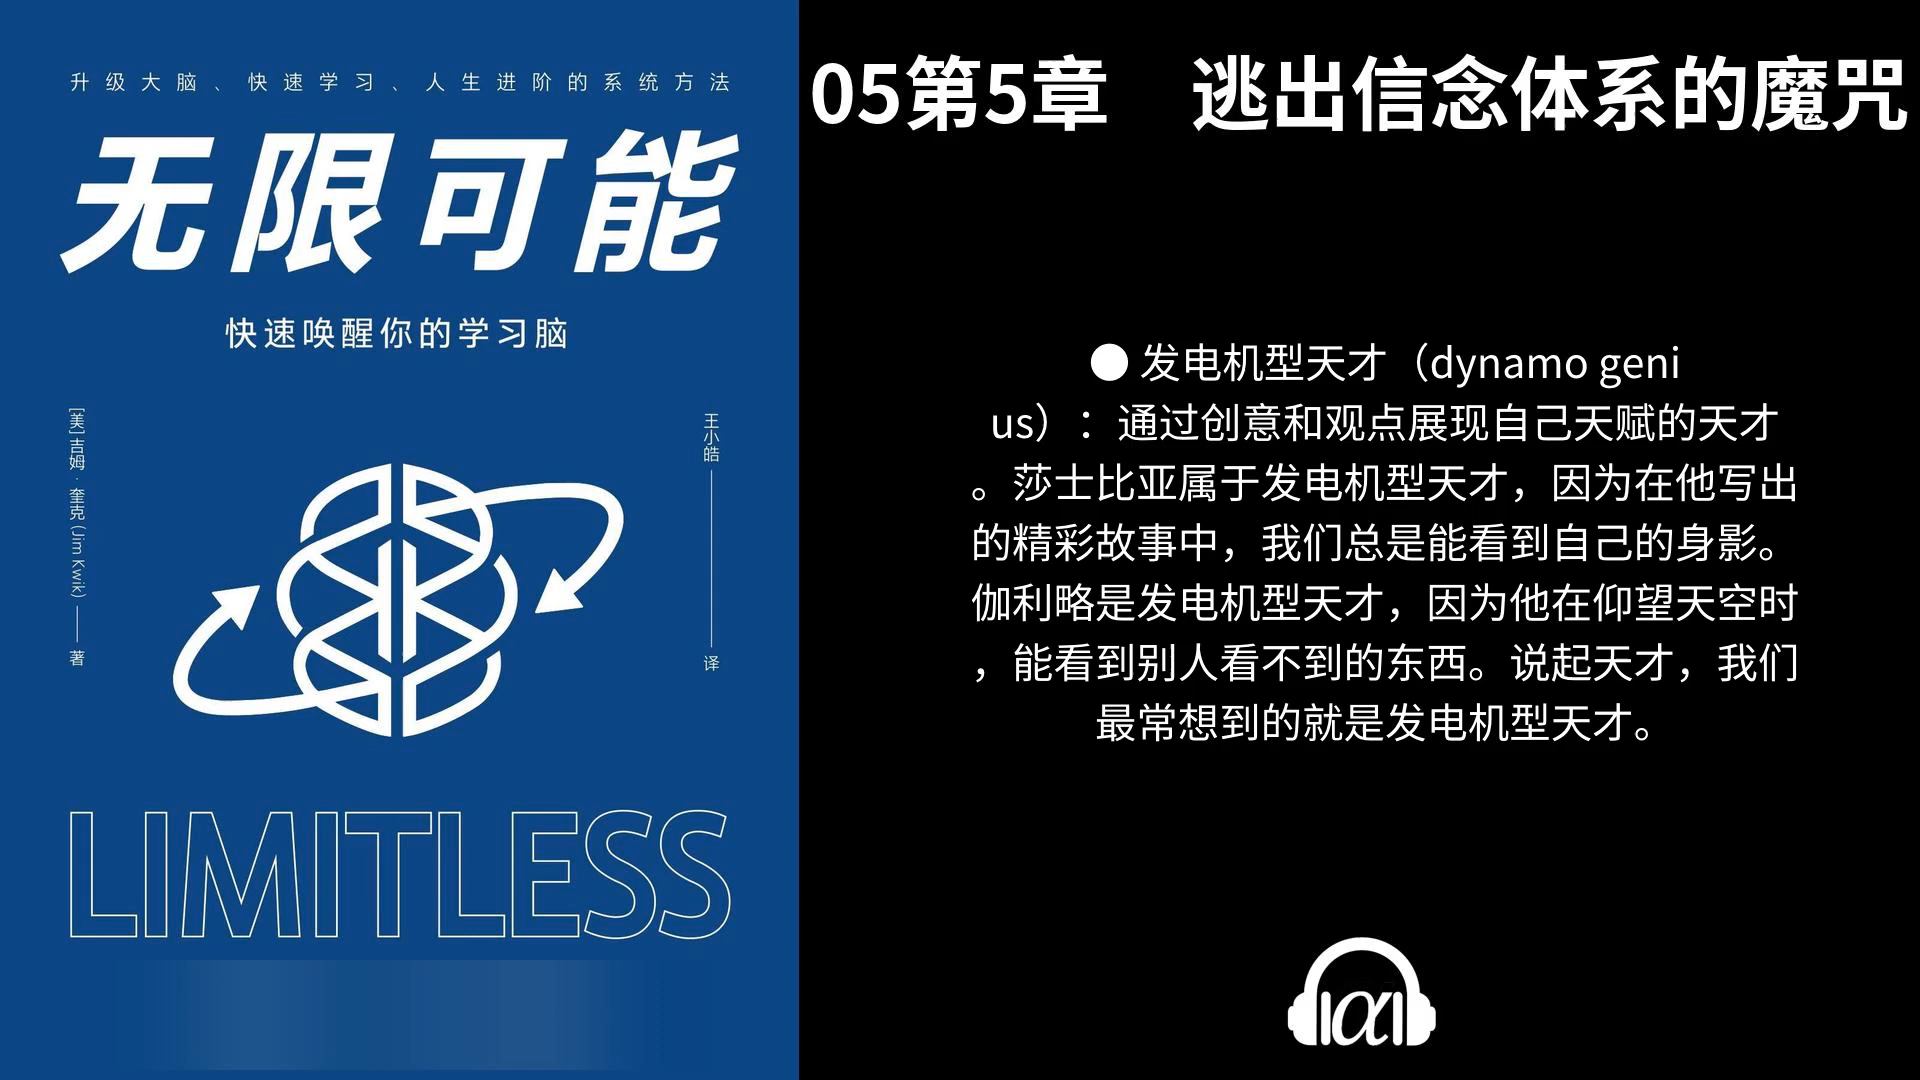 升级大脑、快速学习、人生进阶的系统方法
无限可能
快速唤醒你的学习脑
[美]吉姆·奎克(Jim Kwik)——著
王小皓——译
LIMITLESS
05第5章　逃出信念体系的魔咒
● 发电机型天才（dynamo geni
us）：通过创意和观点展现自己天赋的天才
。莎士比亚属于发电机型天才，因为在他写出
的精彩故事中，我们总是能看到自己的身影。
伽利略是发电机型天才，因为他在仰望天空时
，能看到别人看不到的东西。说起天才，我们
最常想到的就是发电机型天才。
α